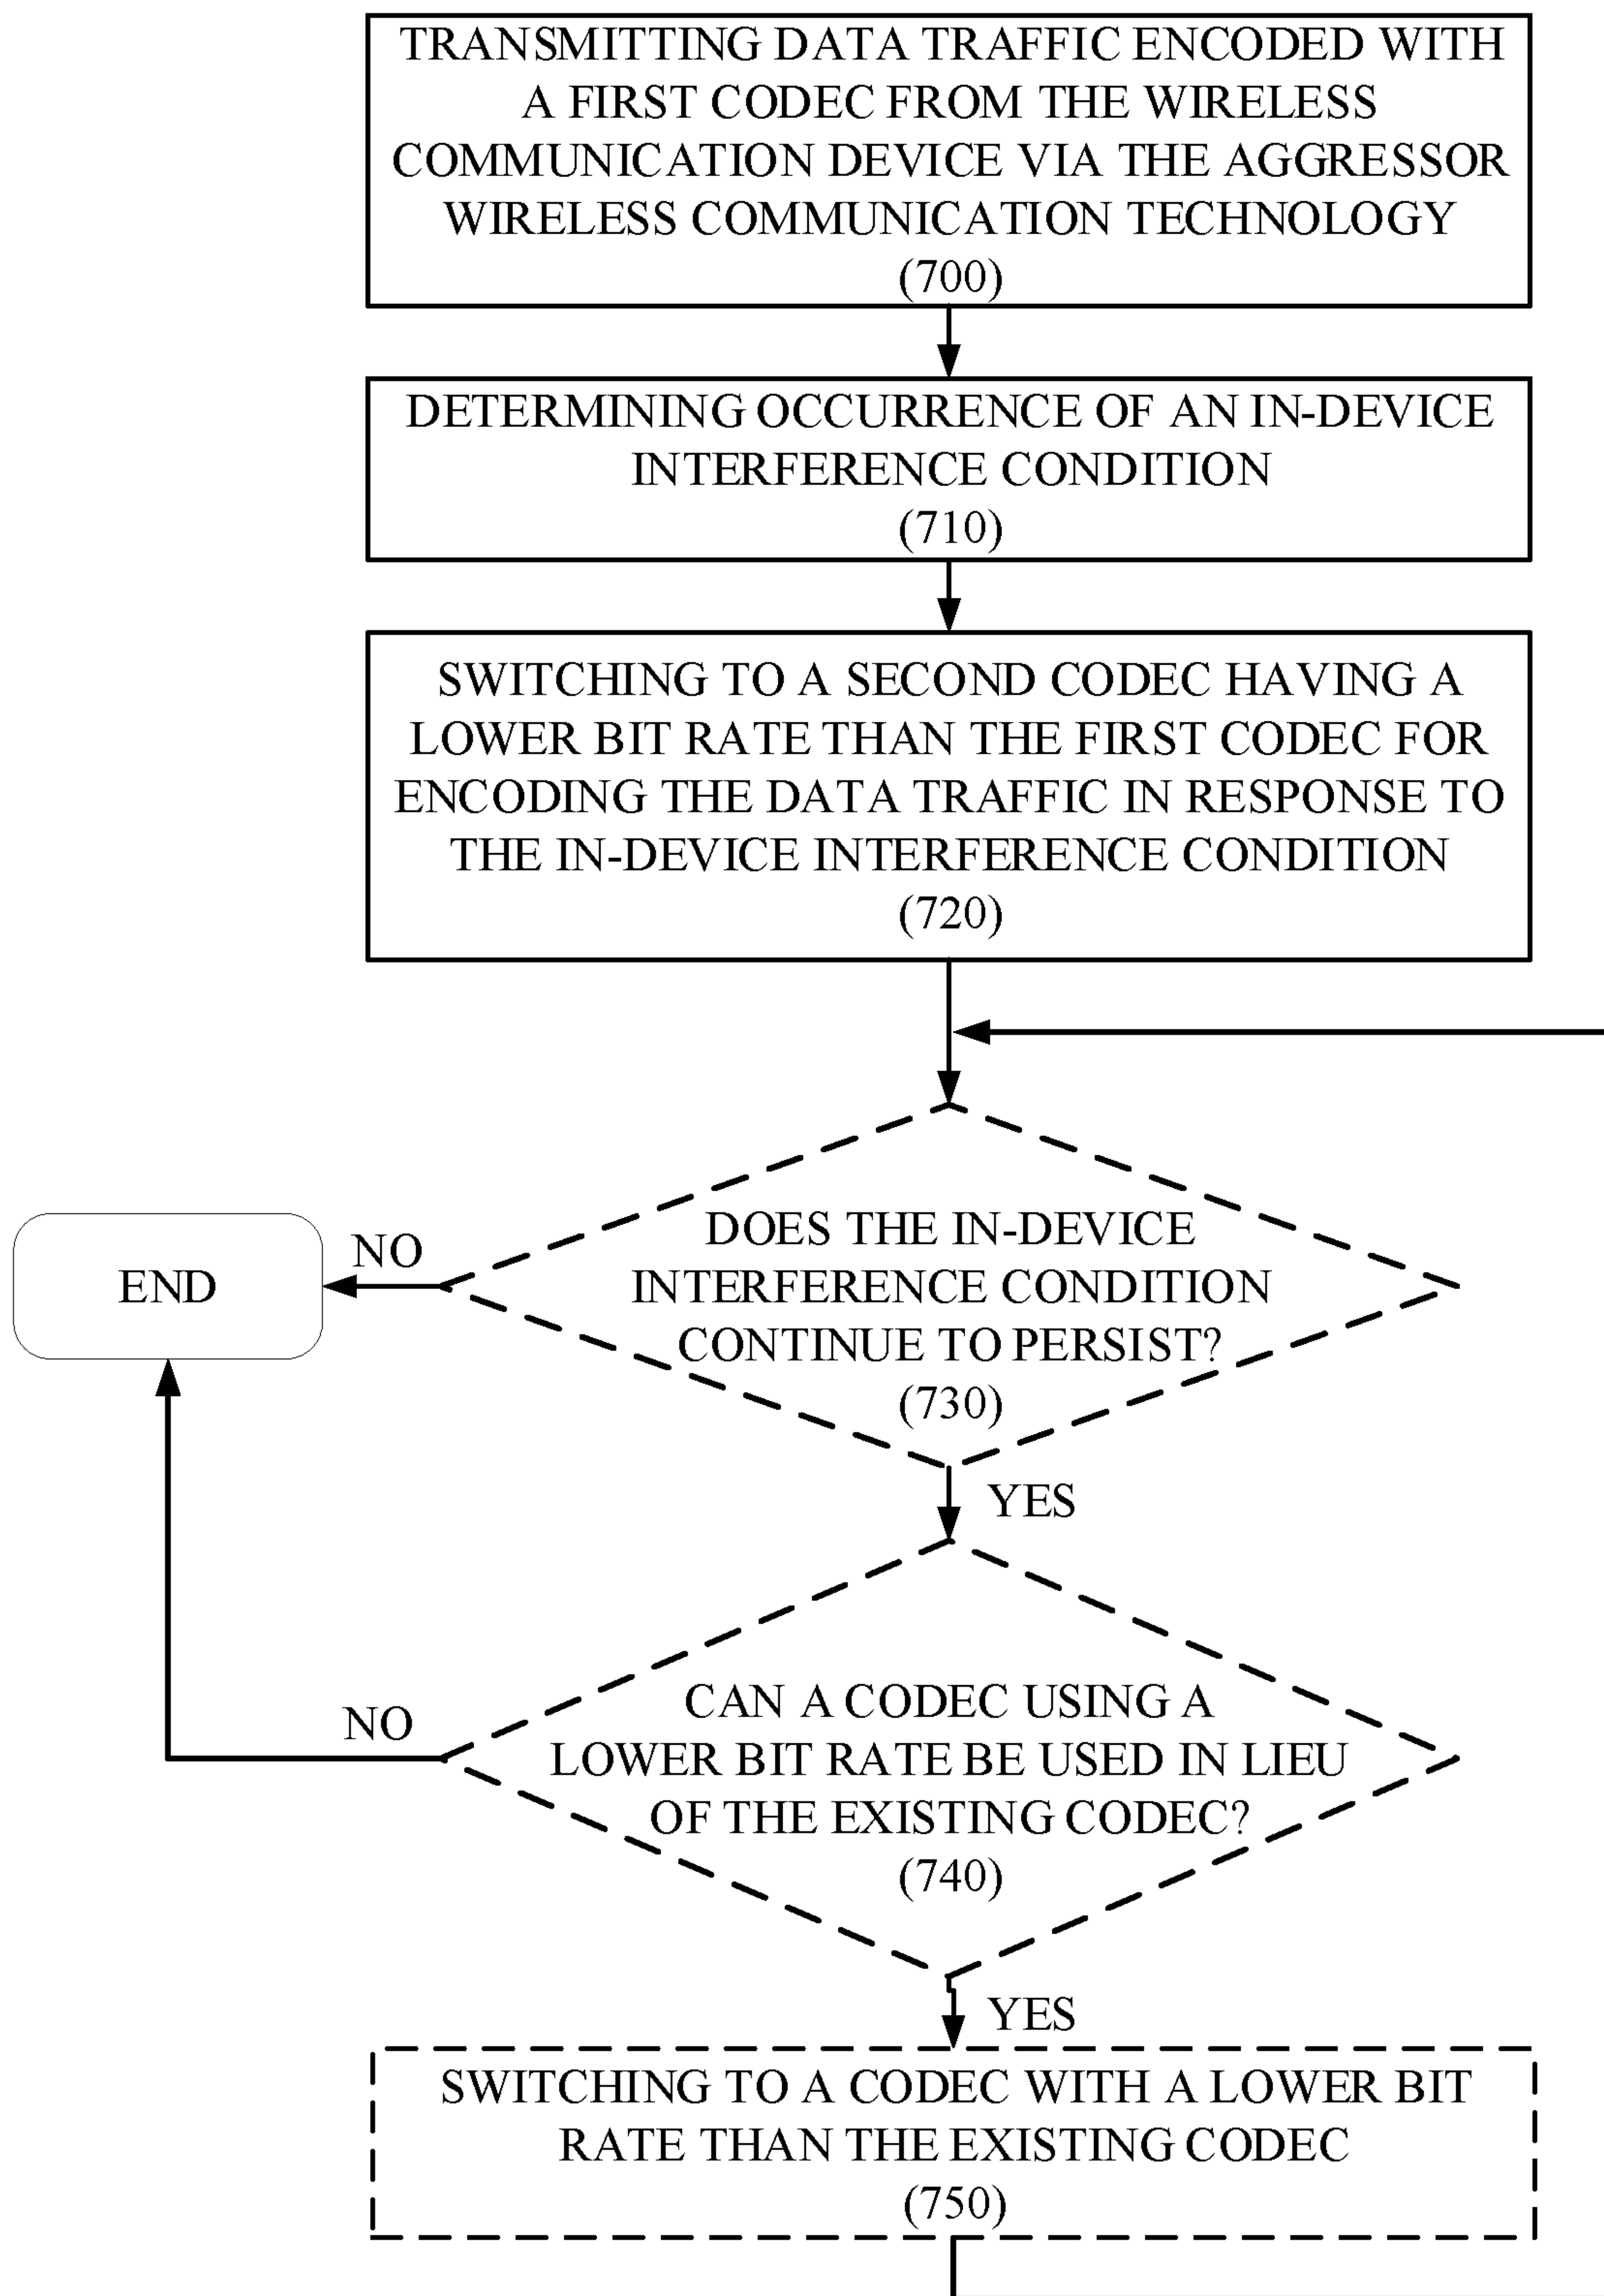 TRANSMITTING DATA TRAFFIC ENCODED WITH
A FIRST CODEC FROM THE WIRELESS
COMMUNICATION DEVICE VIA THE AGGRESSOR
WIRELESS COMMUNICATION TECHNOLOGY
(700)
DETERMINING OCCURRENCE OF AN IN-DEVICE
INTERFERENCE CONDITION
(710)
SWITCHING TO A SECOND CODEC HAVING A
LOWER BIT RATE THAN THE FIRST CODEC FOR
ENCODING THE DATA TRAFFIC IN RESPONSE TO
THE IN-DEVICE INTERFERENCE CONDITION
(720)
DOES THE IN-DEVICE
INTERFERENCE CONDITION
CONTINUE TO PERSIST?
(730)
NO
END
YES
CAN A CODEC USING A
LOWER BIT RATE BE USED IN LIEU
OF THE EXISTING CODEC?
(740)
NO
YES
SWITCHING TO A CODEC WITH A LOWER BIT
RATE THAN THE EXISTING CODEC
(750)